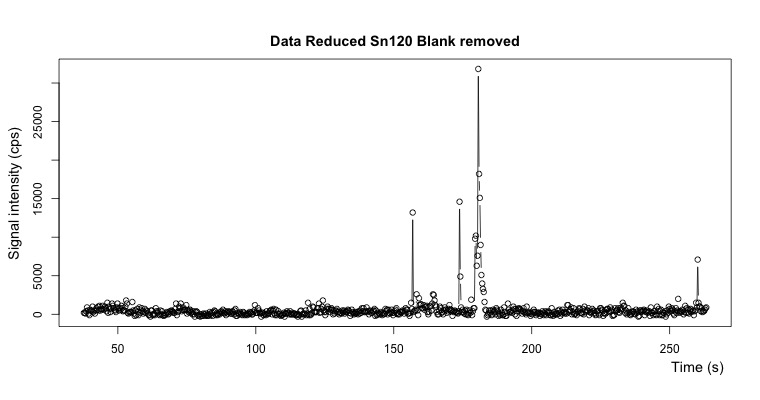 Data Reduced Sn120 Blank removed
Signal intensity (cps)
25000
15000
5000
0
50 100 150 200 250
Time (s)